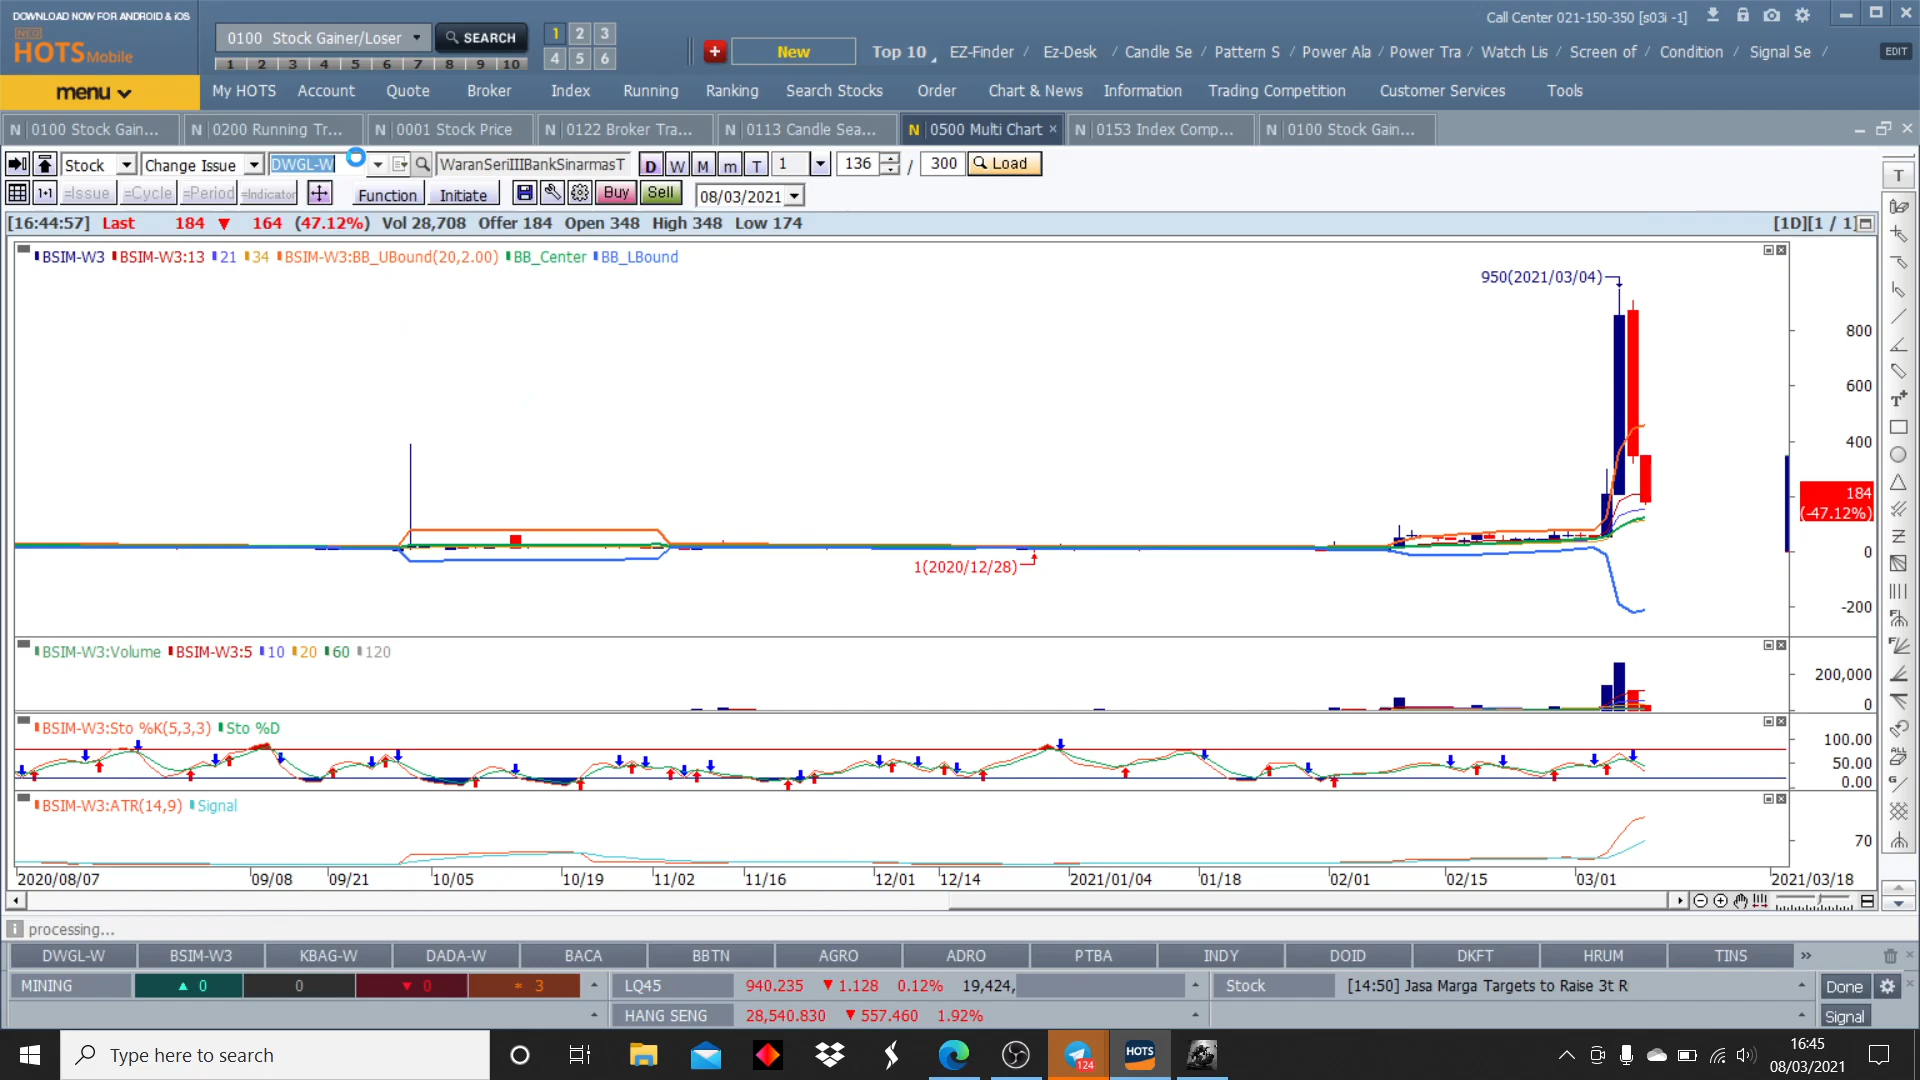 DOWNLOAD NOW FOR ANDROID & iOS
NEO
HOTS Mobile
0100 Stock Gainer/Loser
SEARCH
1 2 3 4 5 6 7 8 9 10
1 2 3
4 5 6
New
Top 10
EZ-Finder / Ez-Desk / Candle Se / Pattern S / Power Ala / Power Tra / Watch Lis / Screen of / Condition / Signal Se /
EDIT
Call Center 021-150-350 [s03i -1]
menu
My HOTS Account Quote Broker Index Running Ranking Search Stocks Order Chart & News Information Trading Competition Customer Services Tools
N 0100 Stock Gain... N 0200 Running Tr... N 0001 Stock Price N 0122 Broker Tra... N 0113 Candle Sea... N 0500 Multi Chart × N 0153 Index Comp... N 0100 Stock Gain...
Stock Change Issue DWGL-W WaranSeriIIIBankSinarmasT D W M m T 1 136 / 300 Load
1·1 =Issue =Cycle =Period =Indicator Function Initiate Buy Sell 08/03/2021
[16:44:57] Last 184 ▼ 164 (47.12%) Vol 28,708 Offer 184 Open 348 High 348 Low 174
[1D][1 / 1]
BSIM-W3 BSIM-W3:13 21 34 BSIM-W3:BB_UBound(20,2.00) BB_Center BB_LBound
950(2021/03/04)
800
600
400
184
(-47.12%)
0
-200
1(2020/12/28)
BSIM-W3:Volume BSIM-W3:5 10 20 60 120
200,000
0
BSIM-W3:Sto %K(5,3,3) Sto %D
100.00
50.00
0.00
BSIM-W3:ATR(14,9) Signal
70
2020/08/07 09/08 09/21 10/05 10/19 11/02 11/16 12/01 12/14 2021/01/04 01/18 02/01 02/15 03/01 2021/03/18
processing...
DWGL-W BSIM-W3 KBAG-W DADA-W BACA BBTN AGRO ADRO PTBA INDY DOID DKFT HRUM TINS »
MINING ▲ 0 0 ▼ 0 * 3 LQ45 940.235 ▼ 1.128 0.12% 19,424, Stock [14:50] Jasa Marga Targets to Raise 3t R Done
HANG SENG 28,540.830 ▼ 557.460 1.92% Signal
Type here to search
124
HOTS
16:45
08/03/2021